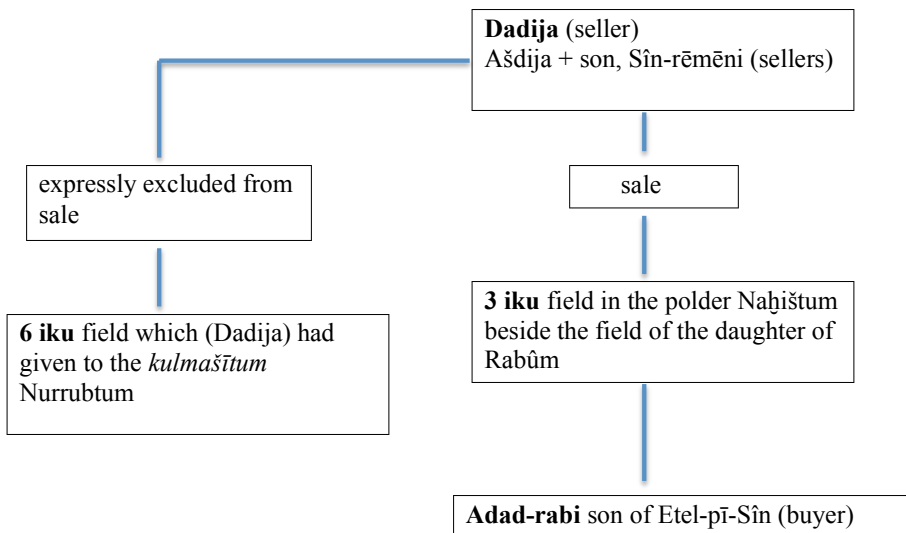 Dadija (seller)
Ašdija + son, Sîn-rēmēni (sellers)
expressly excluded from
sale
sale
6 iku field which (Dadija) had
given to the kulmašītum
Nurrubtum
3 iku field in the polder Naḫištum
beside the field of the daughter of
Rabûm
Adad-rabi son of Etel-pī-Sîn (buyer)